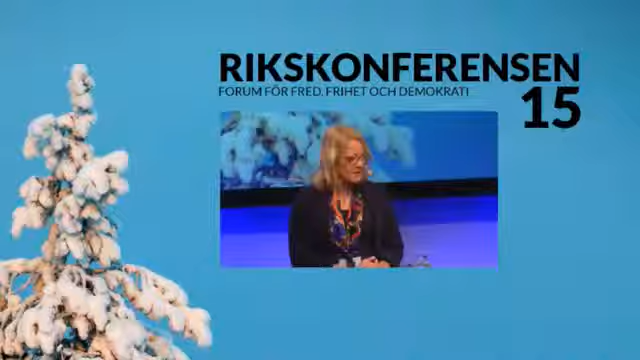 RIKSKONFERENSEN
FORUM FÖR FRED, FRIHET OCH DEMOKRATI
15